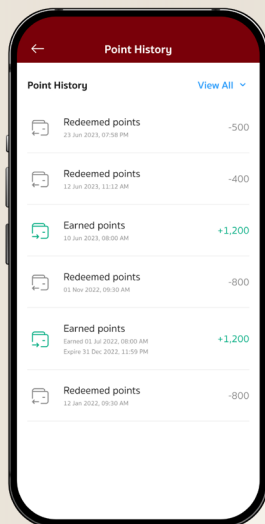 Point History
Point History
View All
Redeemed points
-500
23 Jun 2023, 07:58 PM
Redeemed points
-400
12 Jun 2023, 11:12 AM
Earned points
+1,200
10 Jun 2023, 08:00 AM
Redeemed points
-800
01 Nov 2022, 09:30 AM
Earned points
+1,200
Earned 01 Jul 2022, 08:00 AM
Expire 31 Dec 2022, 11:59 PM
Redeemed points
-800
12 Jan 2022, 09:30 AM